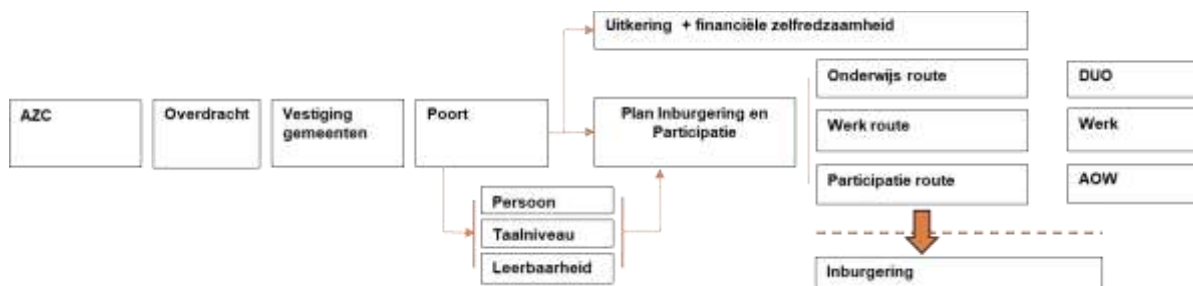 Uitkering + financiële zelfredzaamheid
AZC
Overdracht
Vestiging
gemeenten
Poort
Plan Inburgering en
Participatie
Onderwijs route
DUO
Werk route
Werk
Participatie route
AOW
Persoon
Taalniveau
Leerbaarheid
Inburgering